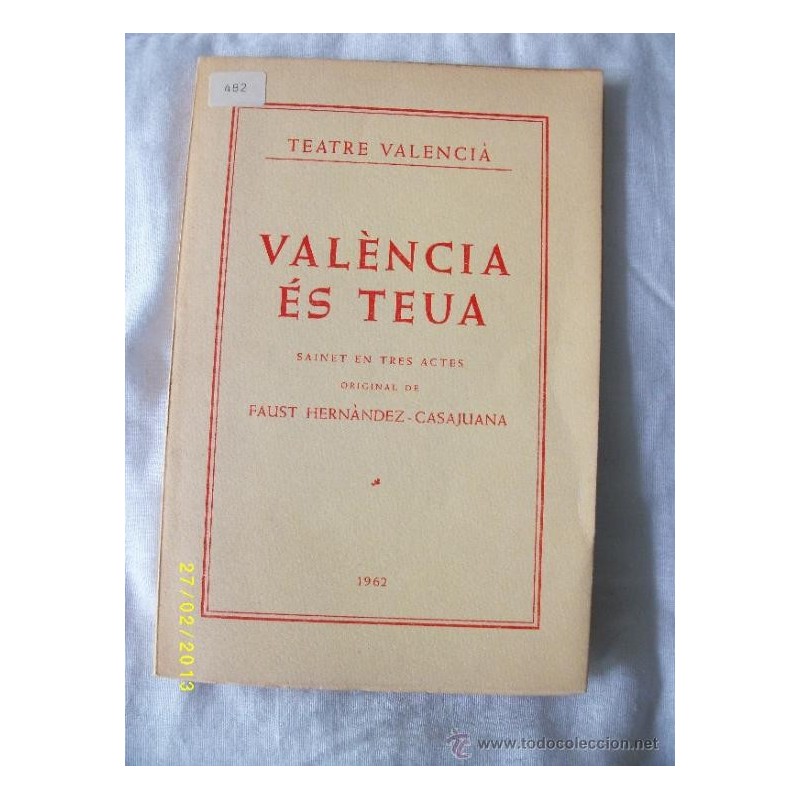 482
TEATRE VALENCIÀ
VALÈNCIA
ÉS TEUA
SAINET EN TRES ACTES
ORIGINAL DE
FAUST HERNÀNDEZ-CASAJUANA
1962
27/02/2013
© www.todocoleccion.net